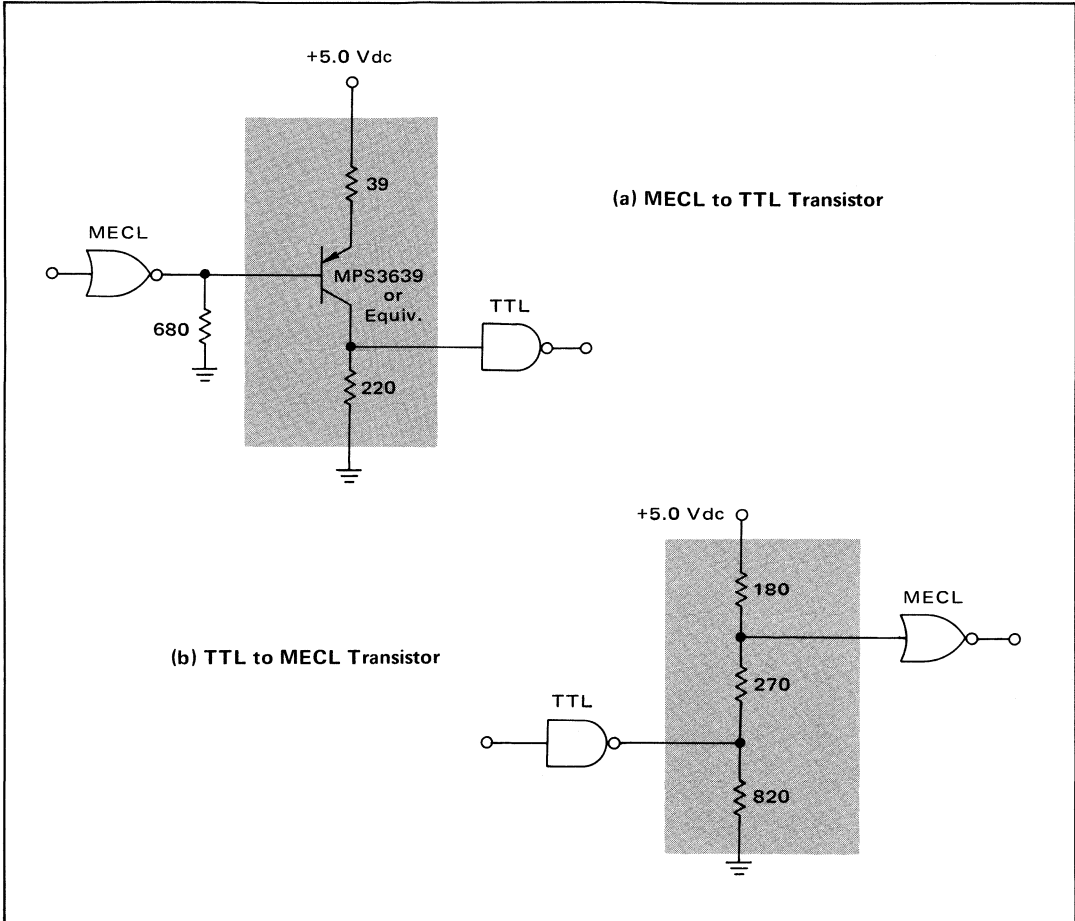 +5.0 Vdc
39
(a) MECL to TTL Transistor
MECL
MPS3639
or
Equiv.
TTL
680
220
+5.0 Vdc
180
MECL
(b) TTL to MECL Transistor
270
TTL
820